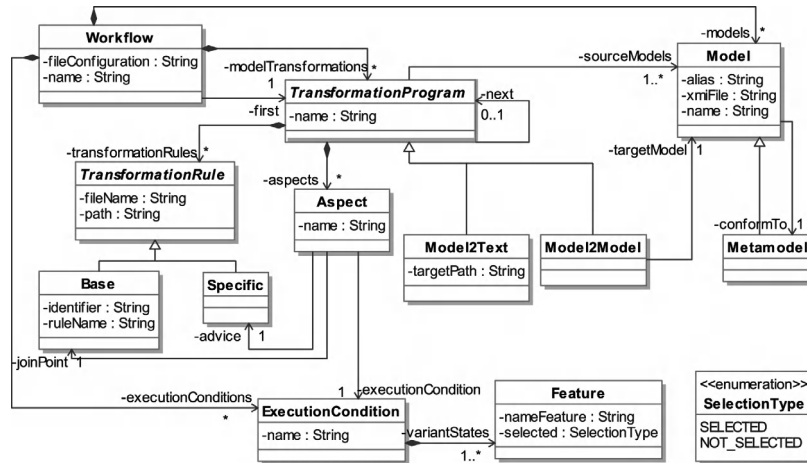 Workflow
-fileConfiguration : String
-name : String
-models
*
-modelTransformations
*
1
-first
TransformationProgram
-name : String
-next
0..1
-sourceModels
1..*
Model
-alias : String
-xmiFile : String
-name : String
-targetModel
1
-transformationRules
*
TransformationRule
-fileName : String
-path : String
-aspects
*
Aspect
-name : String
Model2Text
-targetPath : String
Model2Model
-conformTo
1
Metamodel
Base
-identifier : String
-ruleName : String
Specific
-advice
1
-joinPoint
1
-executionConditions
*
1
-executionCondition
ExecutionCondition
-name : String
-variantStates
1..*
Feature
-nameFeature : String
-selected : SelectionType
<<enumeration>>
SelectionType
SELECTED
NOT_SELECTED